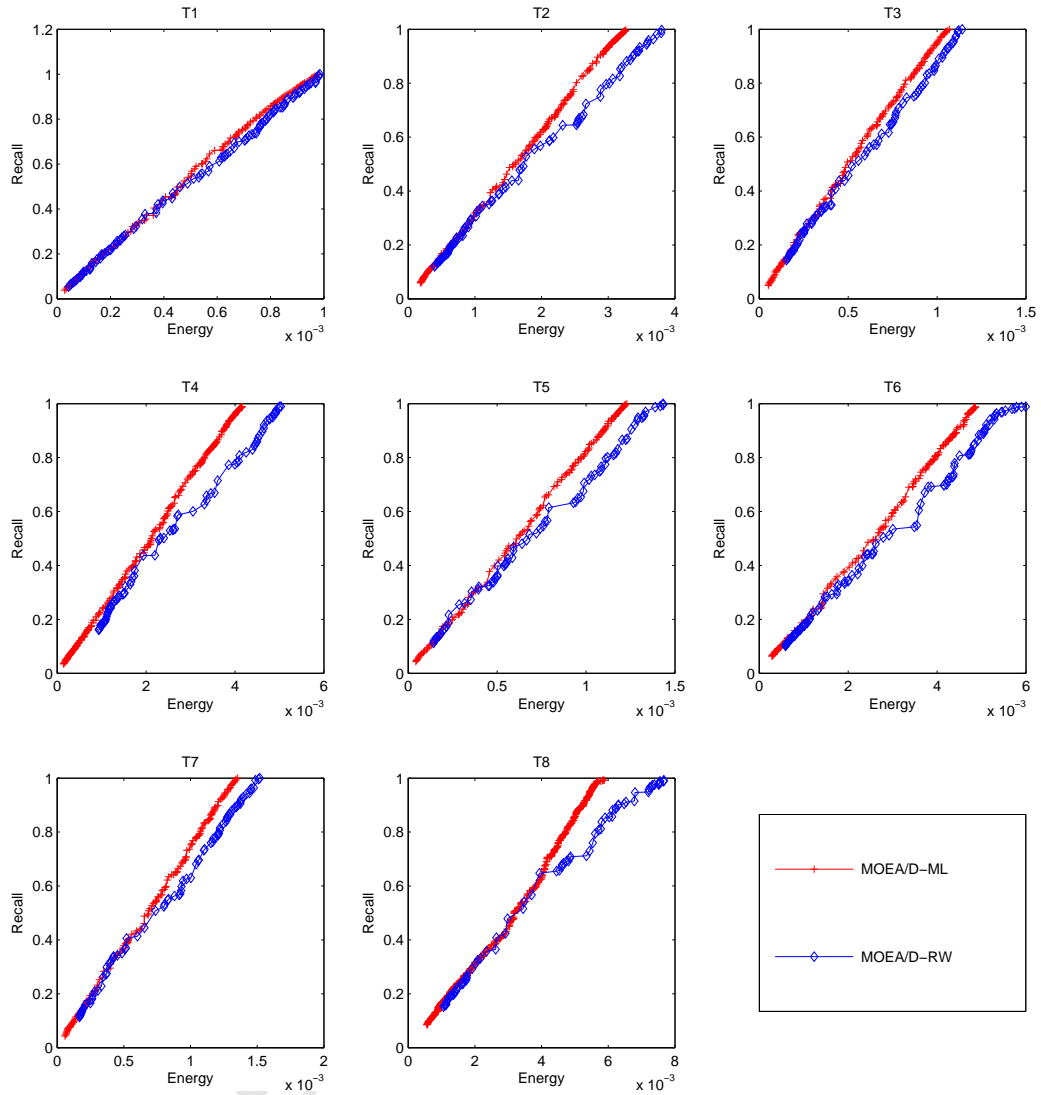 T1
1.2
1
0.8
0.6
0.4
0.2
0
Recall
0 0.2 0.4 0.6 0.8 1
Energy
x 10−3
T2
1
0.8
0.6
0.4
0.2
0
Recall
0 1 2 3 4
Energy
x 10−3
T3
1
0.8
0.6
0.4
0.2
0
Recall
0 0.5 1 1.5
Energy
x 10−3
T4
1
0.8
0.6
0.4
0.2
0
Recall
0 2 4 6
Energy
x 10−3
T5
1
0.8
0.6
0.4
0.2
0
Recall
0 0.5 1 1.5
Energy
x 10−3
T6
1
0.8
0.6
0.4
0.2
0
Recall
0 2 4 6
Energy
x 10−3
T7
1
0.8
0.6
0.4
0.2
0
Recall
0 0.5 1 1.5 2
Energy
x 10−3
T8
1
0.8
0.6
0.4
0.2
0
Recall
0 2 4 6 8
Energy
x 10−3
MOEA/D−ML
MOEA/D−RW